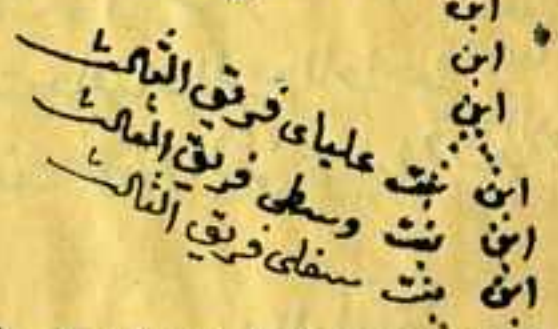 ابن
ابن
ابن
ابن بنت علیای فریق الثالث
ابن بنت وسطی فریق الثالث
ابن بنت سفلی فریق الثالث